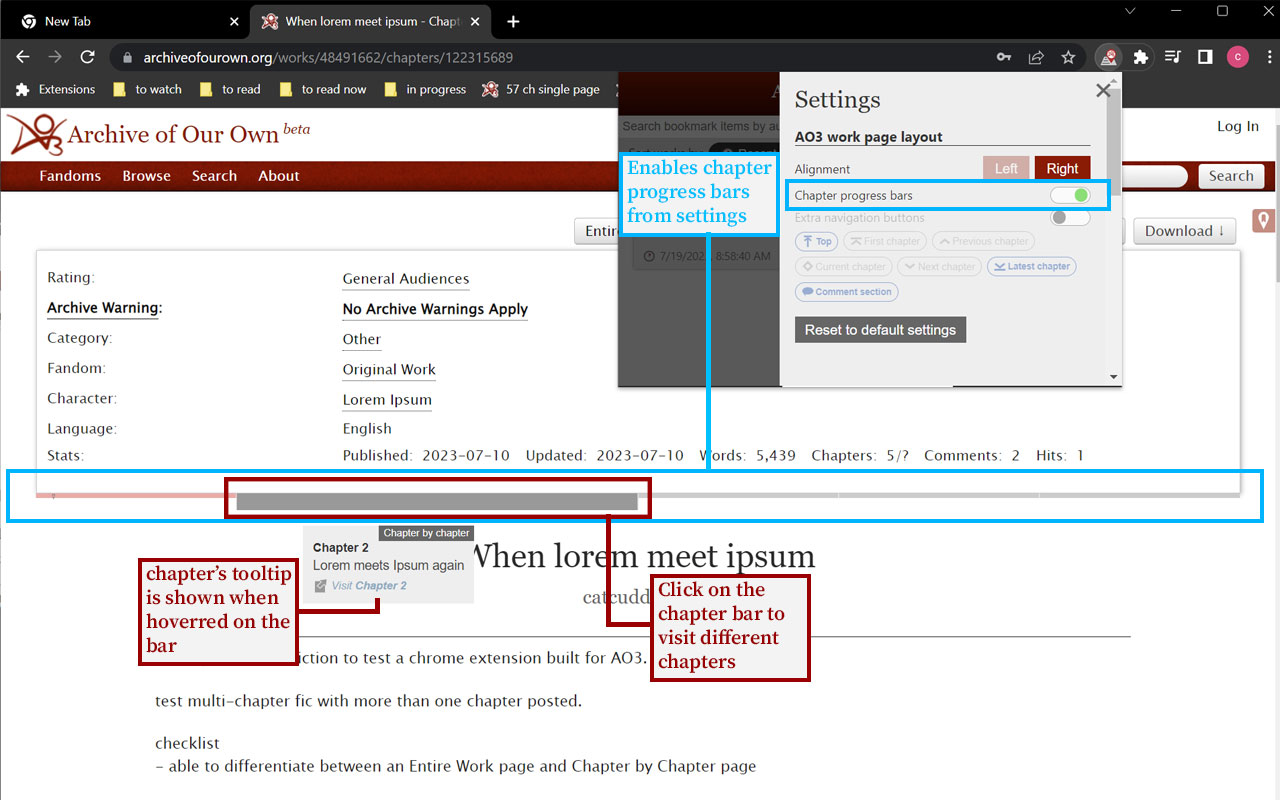 New Tab
When lorem meet ipsum - Chapt
archiveofourown.org/works/48491662/chapters/122315689
c
Extensions
to watch
to read
to read now
in progress
57 ch single page
Archive of Our Own beta
Log In
Fandoms Browse Search About
Search
Download ↓
Rating: General Audiences
Archive Warning: No Archive Warnings Apply
Category: Other
Fandom: Original Work
Character: Lorem Ipsum
Language: English
Stats: Published: 2023-07-10 Updated: 2023-07-10 Words: 5,439 Chapters: 5/? Comments: 2 Hits: 1
Search bookmark items by au
Enables chapter
progress bars
from settings
8:58:40 AM
Settings
AO3 work page layout
Alignment Left Right
Chapter progress bars
Extra navigation buttons
Top First chapter Previous chapter
Current chapter Next chapter Latest chapter
Comment section
Reset to default settings
Chapter by chapter
Chapter 2
Lorem meets Ipsum again
Visit Chapter 2
When lorem meet ipsum
catcudd
chapter's tooltip
is shown when
hoverred on the
bar
Click on the
chapter bar to
visit different
chapters
iction to test a chrome extension built for AO3.
test multi-chapter fic with more than one chapter posted.
checklist
- able to differentiate between an Entire Work page and Chapter by Chapter page